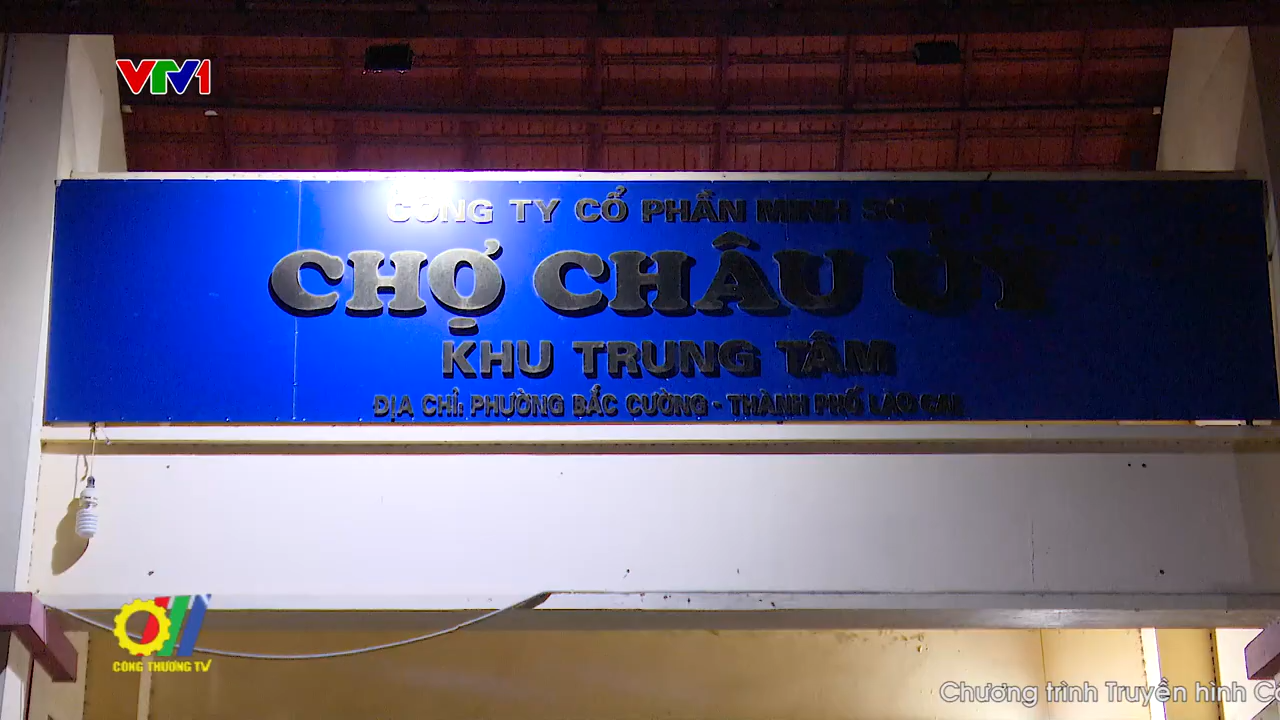 VTV1
CÔNG TY CỔ PHẦN MINH SƠN
CHỢ CHÂU ÚY
KHU TRUNG TÂM
ĐỊA CHỈ: PHƯỜNG BẮC CƯỜNG - THÀNH PHỐ LÀO CAI
CÔNG THƯƠNG TV
Chương trình Truyền hình